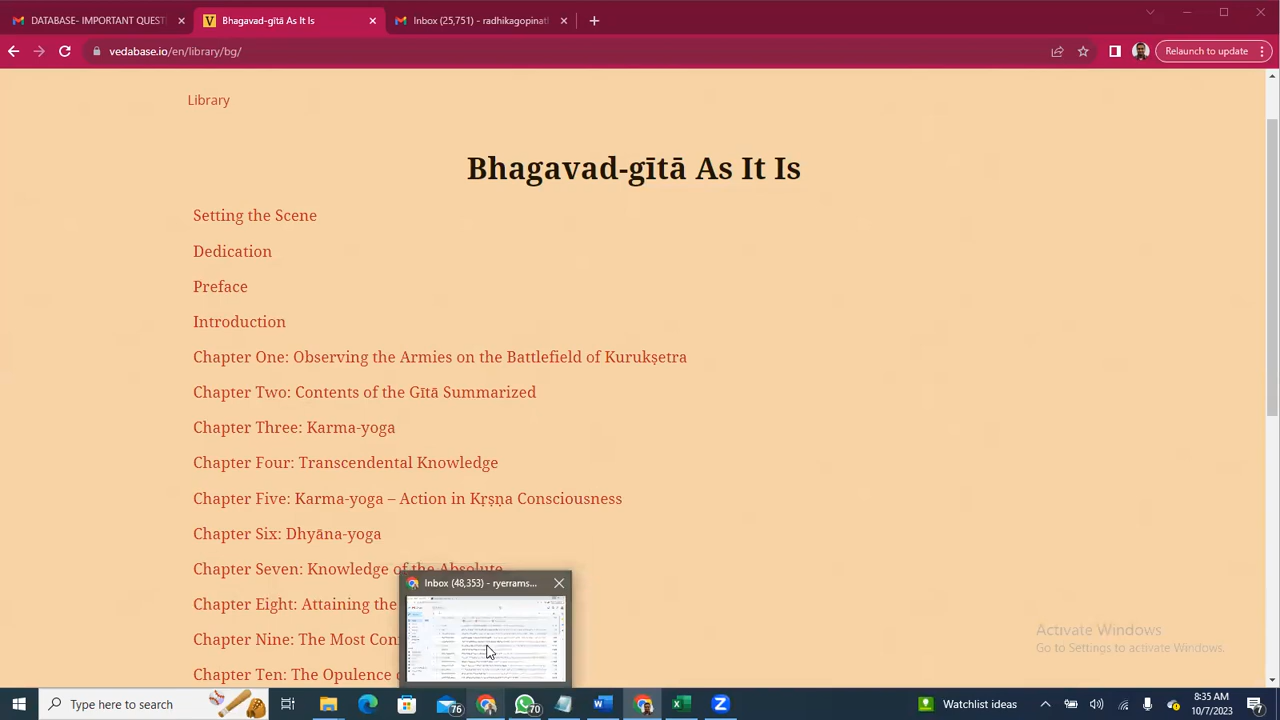 DATABASE- IMPORTANT QUEST
Bhagavad-gītā As It Is
Inbox (25,751) - radhikagopinat
vedabase.io/en/library/bg/
Relaunch to update
Library
Bhagavad-gītā As It Is
Setting the Scene
Dedication
Preface
Introduction
Chapter One: Observing the Armies on the Battlefield of Kurukṣetra
Chapter Two: Contents of the Gītā Summarized
Chapter Three: Karma-yoga
Chapter Four: Transcendental Knowledge
Chapter Five: Karma-yoga – Action in Kṛṣṇa Consciousness
Chapter Six: Dhyāna-yoga
Chapter Seven: Knowledge of the Absolute
Inbox (48,353) - ryerrams...
Chapter Eight: Attaining the
Chapter Nine: The Most Con
Chapter Ten: The Opulence
Activate Windows
Go to Settings to activate Windows.
Type here to search
76
70
Watchlist ideas
8:35 AM
10/7/2023